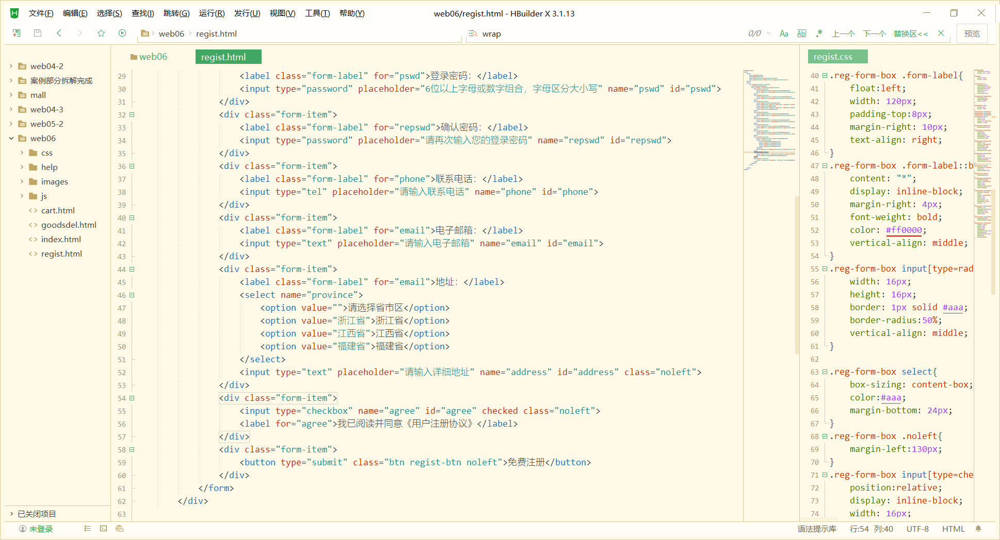 文件(F) 编辑(E) 选择(S) 查找(I) 跳转(G) 运行(R) 发行(U) 视图(V) 工具(T) 帮助(Y)
web06/regist.html - HBuilder X 3.1.13
web06 regist.html
wrap
0/0 Aa Ab| .* 上一个 下一个 替换区<< 预览
web04-2
案例部分拆解完成
mall
web04-3
web05-2
web06
css
help
images
js
cart.html
goodsdel.html
index.html
regist.html
已关闭项目
web06 regist.html
29 <label class="form-label" for="pswd">登录密码：</label>
30 <input type="password" placeholder="6位以上字母或数字组合，字母区分大小写" name="pswd" id="pswd">
31 </div>
32 <div class="form-item">
33 <label class="form-label" for="repswd">确认密码：</label>
34 <input type="password" placeholder="请再次输入您的登录密码" name="repswd" id="repswd">
35 </div>
36 <div class="form-item">
37 <label class="form-label" for="phone">联系电话：</label>
38 <input type="tel" placeholder="请输入联系电话" name="phone" id="phone">
39 </div>
40 <div class="form-item">
41 <label class="form-label" for="email">电子邮箱：</label>
42 <input type="text" placeholder="请输入电子邮箱" name="email" id="email">
43 </div>
44 <div class="form-item">
45 <label class="form-label" for="email">地址：</label>
46 <select name="province">
47 <option value="">请选择省市区</option>
48 <option value="浙江省">浙江省</option>
49 <option value="江西省">江西省</option>
50 <option value="福建省">福建省</option>
51 </select>
52 <input type="text" placeholder="请输入详细地址" name="address" id="address" class="noleft">
53 </div>
54 <div class="form-item">
55 <input type="checkbox" name="agree" id="agree" checked class="noleft">
56 <label for="agree">我已阅读并同意《用户注册协议》</label>
57 </div>
58 <div class="form-item">
59 <button type="submit" class="btn regist-btn noleft">免费注册</button>
60 </div>
61 </form>
62 </div>
63
regist.css
40 .reg-form-box .form-label{
41 float:left;
42 width: 120px;
43 padding-top:8px;
44 margin-right: 10px;
45 text-align: right;
46 }
47 .reg-form-box .form-label::b
48 content: "*";
49 display: inline-block;
50 margin-right: 4px;
51 font-weight: bold;
52 color: #ff0000;
53 vertical-align: middle;
54 }
55 .reg-form-box input[type=rad
56 width: 16px;
57 height: 16px;
58 border: 1px solid #aaa;
59 border-radius:50%;
60 vertical-align: middle;
61 }
62
63 .reg-form-box select{
64 box-sizing: content-box;
65 color:#aaa;
66 margin-bottom: 24px;
67 }
68 .reg-form-box .noleft{
69 margin-left:130px;
70 }
71 .reg-form-box input[type=che
72 position:relative;
73 display: inline-block;
74 width: 16px;
未登录
语法提示库 行:54 列:40 UTF-8 HTML